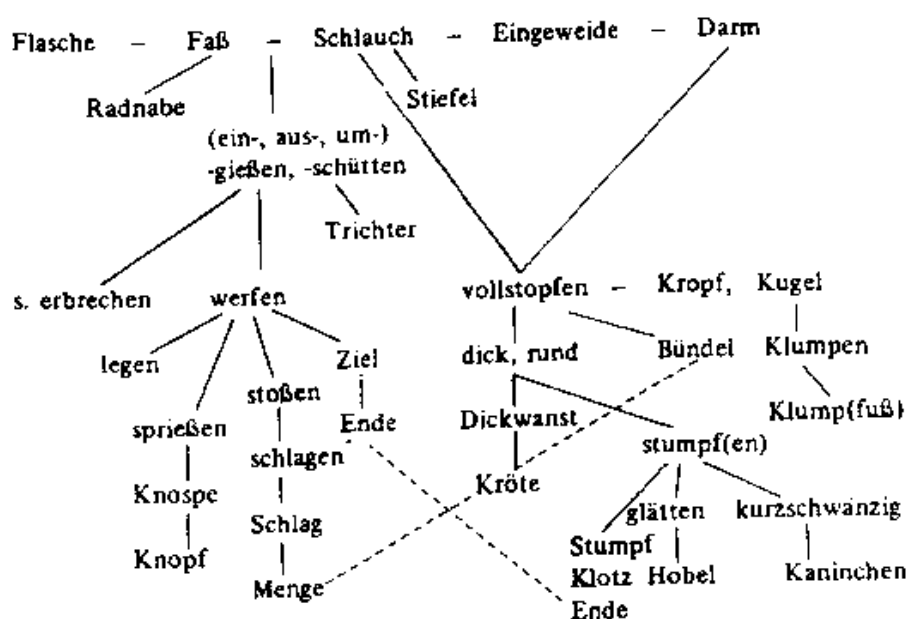 Flasche – Faß – Schlauch – Eingeweide – Darm
Radnabe
Stiefel
(ein-, aus-, um-)
-gießen, -schütten
Trichter
s. erbrechen werfen vollstopfen – Kropf, Kugel
legen Ziel dick, rund Bündel Klumpen
stoßen
sprießen Ende Dickwanst Klump(fuß)
schlagen stumpf(en)
Knospe Kröte
glätten kurzschwänzig
Schlag
Stumpf
Knopf
Menge Klotz Hobel Kaninchen
Ende